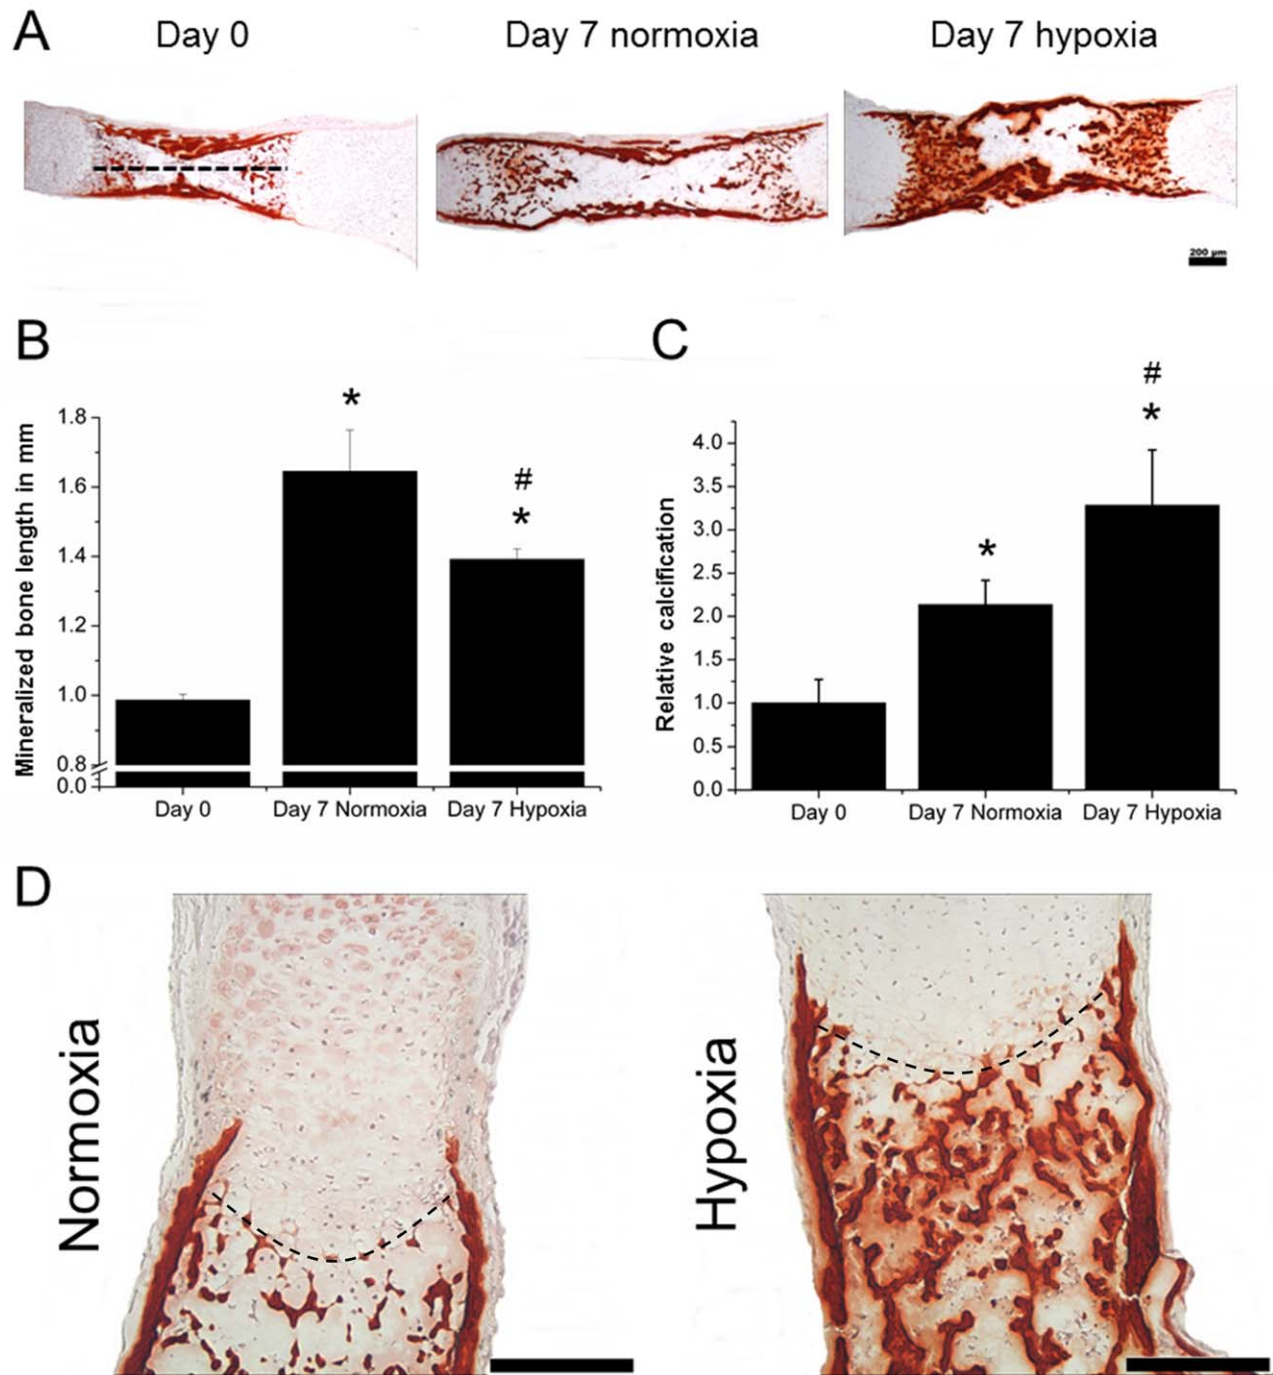 A
Day 0
Day 7 normoxia
Day 7 hypoxia
200 µm
B
Mineralized bone length in mm
*
#
*
1.8
1.6
1.4
1.2
1.0
0.8
0.0
Day 0
Day 7 Normoxia
Day 7 Hypoxia
C
Relative calcification
#
*
*
4.0
3.5
3.0
2.5
2.0
1.5
1.0
0.5
0.0
Day 0
Day 7 Normoxia
Day 7 Hypoxia
D
Normoxia
Hypoxia